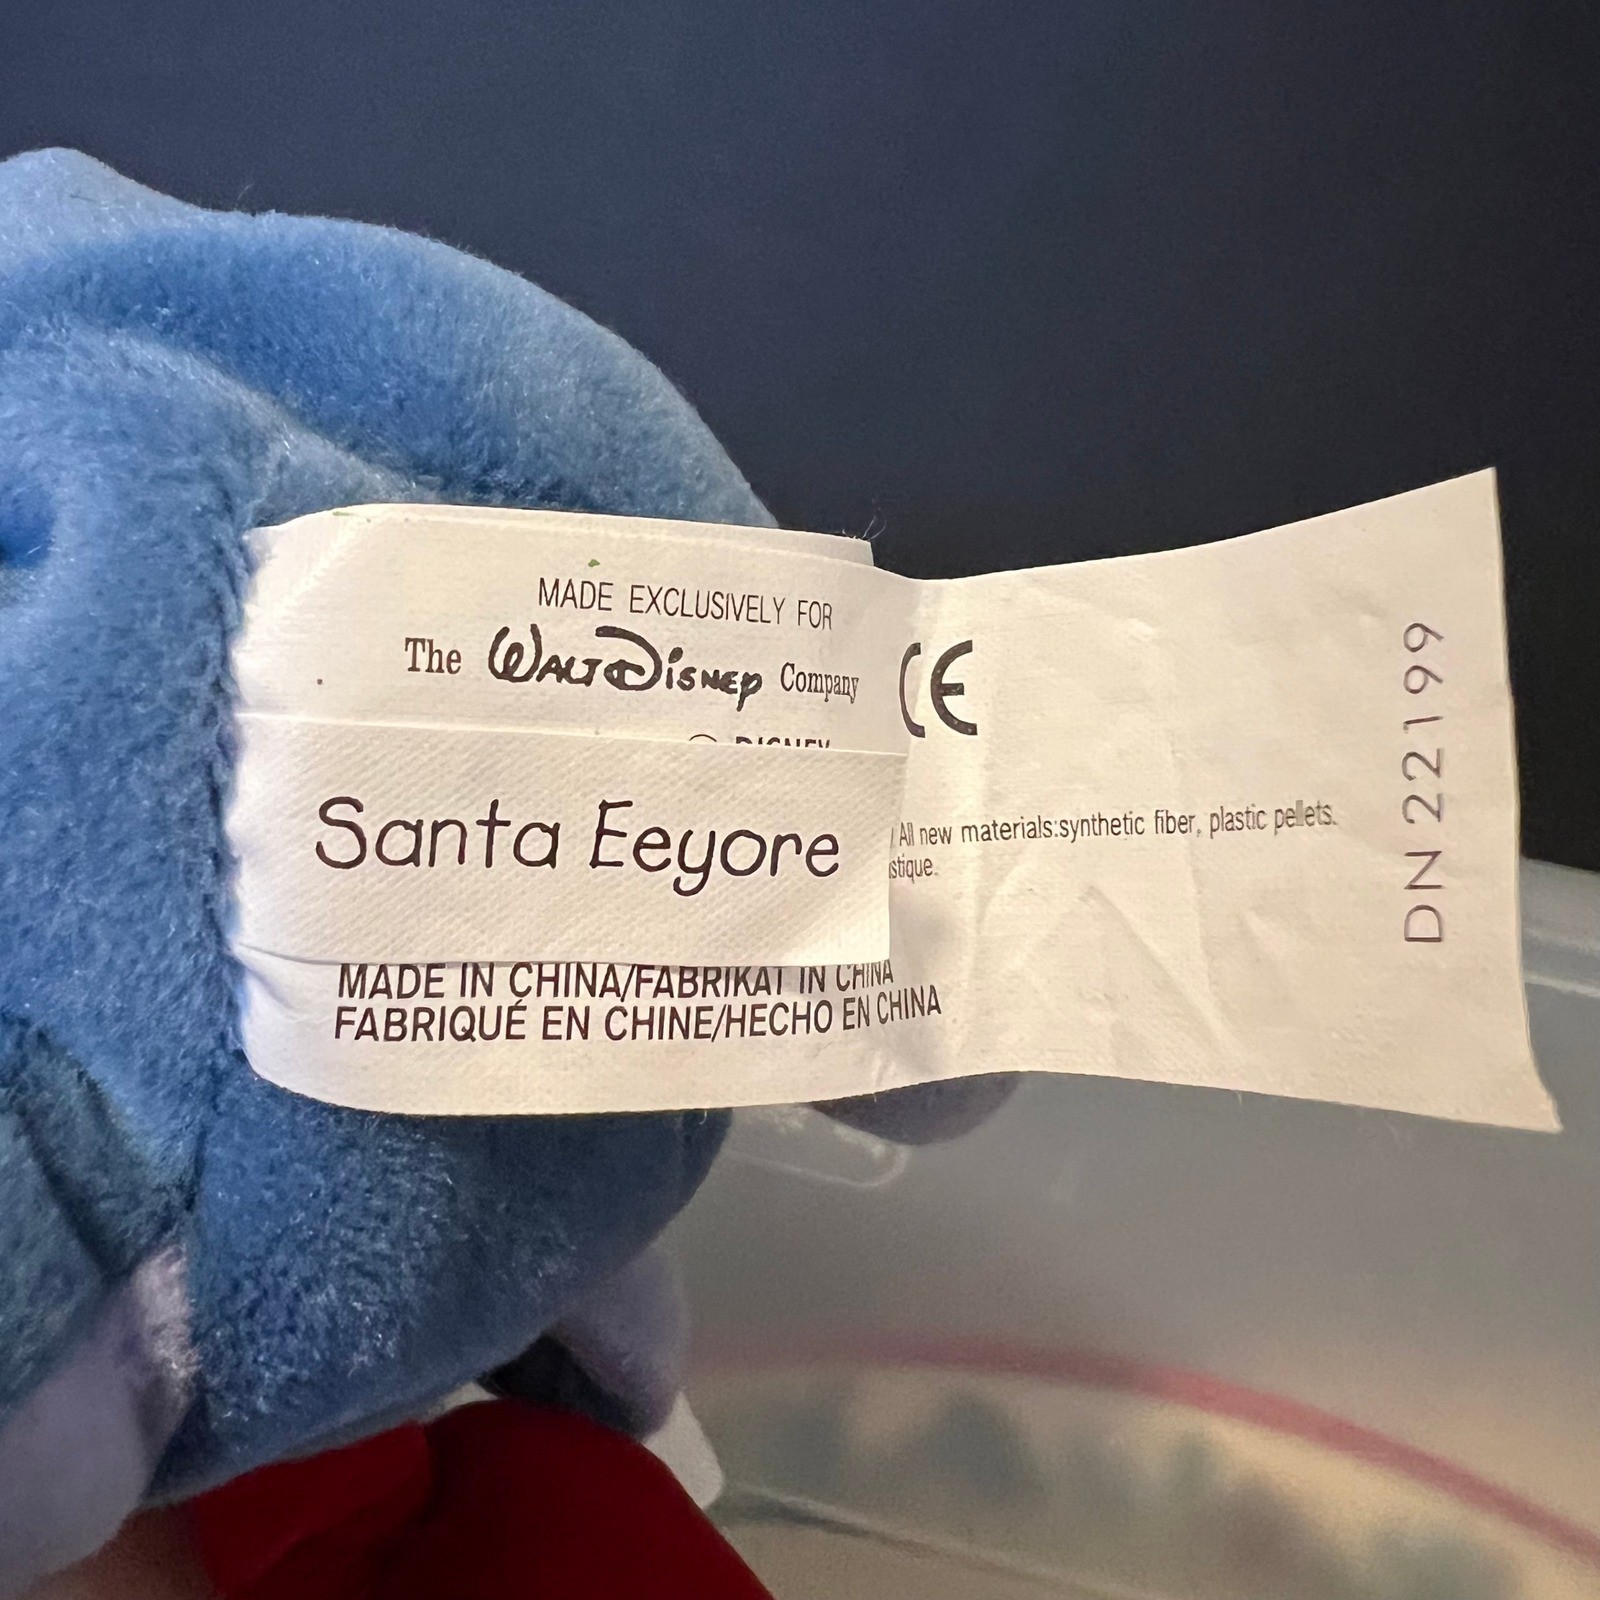 MADE EXCLUSIVELY FOR
The WALT DISNEY Company
© DISNEY
CE
Santa Eeyore
All new materials:synthetic fiber, plastic pellets.
MADE IN CHINA/FABRIKAT IN CHINA
FABRIQUÉ EN CHINE/HECHO EN CHINA
DN 22199